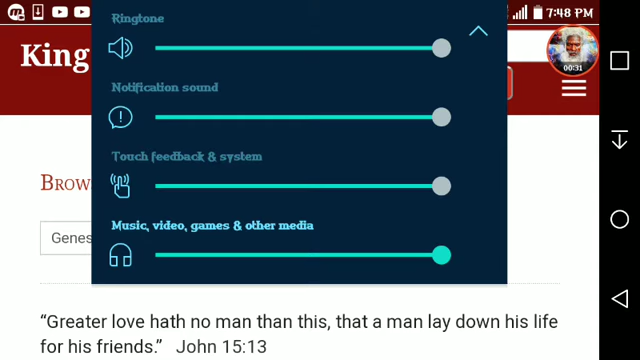 7:48 PM
Ringtone
King
00:31
Notification sound
Touch feedback & system
Brow
Music, video, games & other media
Genes
“Greater love hath no man than this, that a man lay down his life
for his friends.” John 15:13